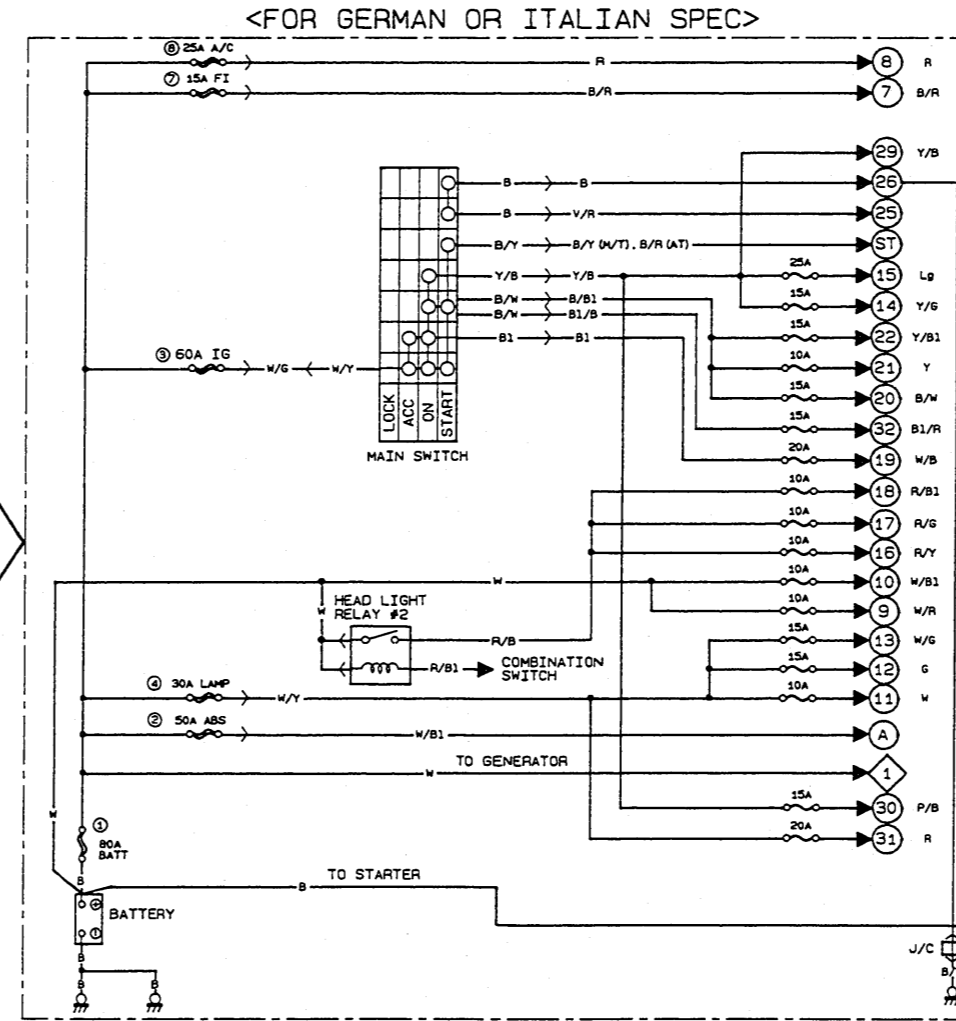 <FOR GERMAN OR ITALIAN SPEC>
⑧ 25A A/C
R
8 R
⑦ 15A FI
B/R
7 B/R
29 Y/B
B B
26
B V/R
25
B/Y B/Y (M/T). B/R (AT)
ST
Y/B Y/B
25A
15 Lg
B/W B/Bl
15A
14 Y/G
B/W Bl/B
15A
22 Y/Bl
Bl Bl
③ 60A IG
W/G W/Y
10A
21 Y
LOCK
ACC
ON
START
15A
20 B/W
15A
32 Bl/R
MAIN SWITCH
20A
19 W/B
10A
18 R/Bl
10A
17 R/G
10A
16 R/Y
W
10A
10 W/Bl
W
HEAD LIGHT
RELAY #2
10A
9 W/R
R/B
15A
13 W/G
R/Bl
COMBINATION
SWITCH
15A
12 G
④ 30A LAMP
W/Y
10A
11 W
② 50A ABS
W/Bl
A
TO GENERATOR
W
1
15A
30 P/B
W
①
80A
BATT
20A
31 R
B
TO STARTER
B
BATTERY
B
J/C
B/
B B